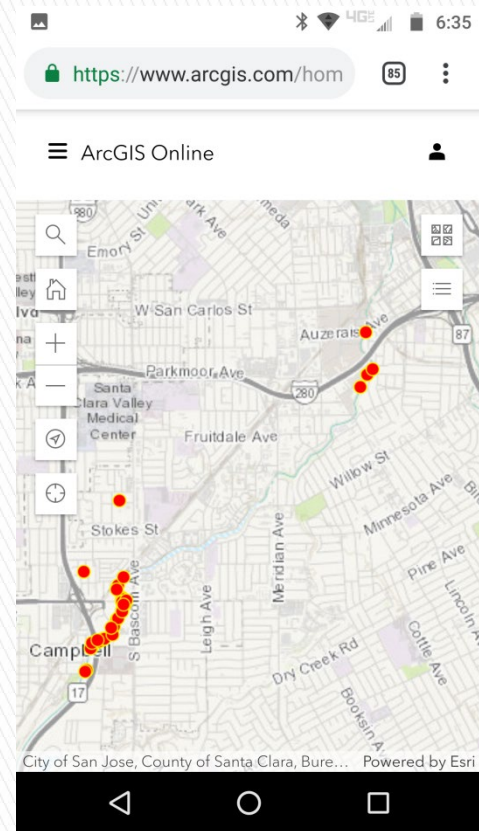 4G 6:35
https://www.arcgis.com/hom 85
ArcGIS Online
880
Emory St
Park Ave
W San Carlos St
Auzerais Ave
87
Parkmoor Ave
280
Santa
Clara Valley
Medical
Center
Fruitdale Ave
Willow St
Minnesota Ave
Stokes St
Meridian Ave
Pine Ave
S Bascom Ave
Leigh Ave
Lincoln A
Cottle Ave
Campbell
Dry Creek Rd
Booksin A
17
City of San Jose, County of Santa Clara, Bure... Powered by Esri